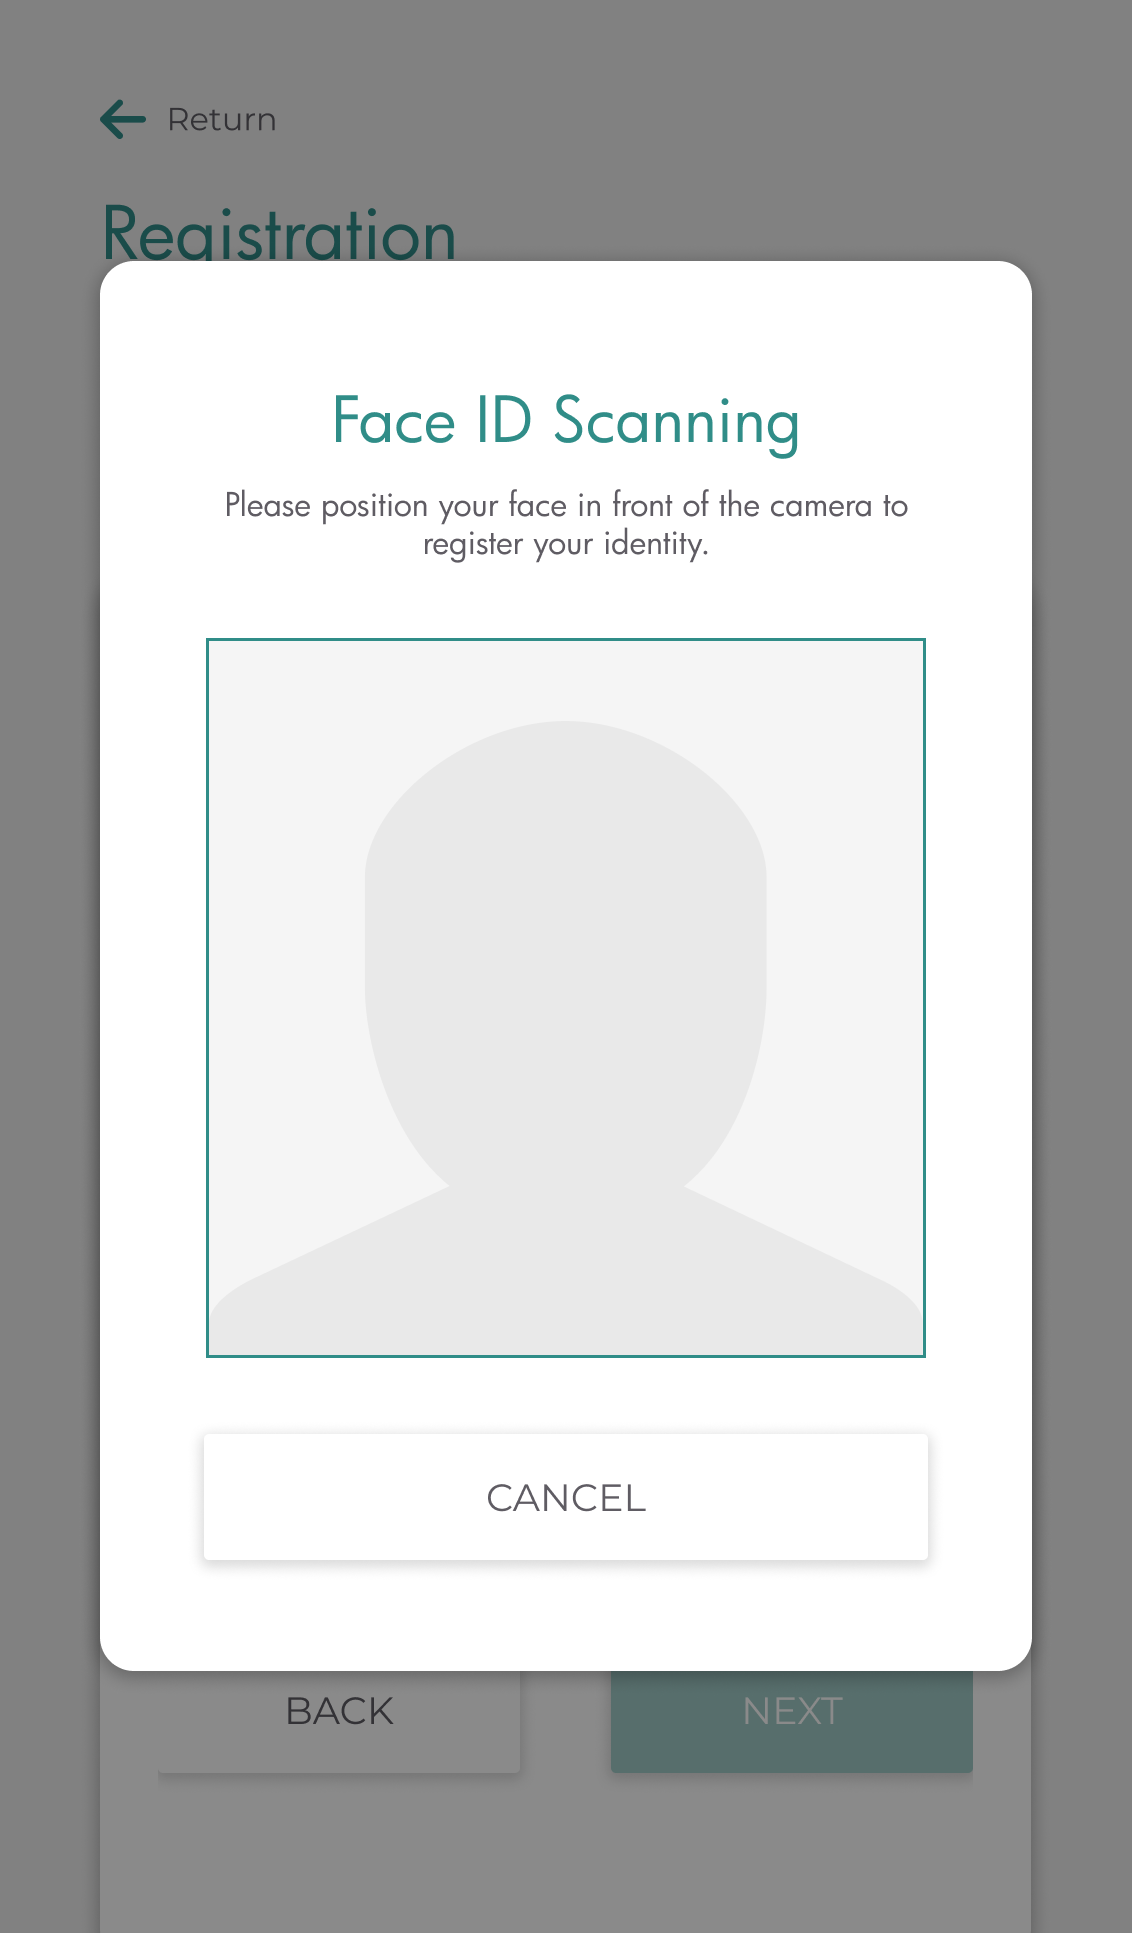 Return
Registration
Face ID Scanning
Please position your face in front of the camera to
register your identity.
CANCEL
BACK
NEXT